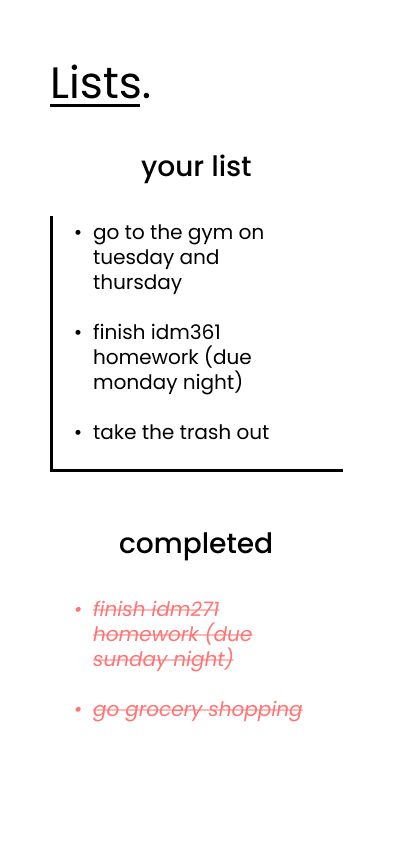 Lists.
your list
• go to the gym on
tuesday and
thursday
• finish idm361
homework (due
monday night)
• take the trash out
completed
• finish idm271
homework (due
sunday night)
• go grocery shopping